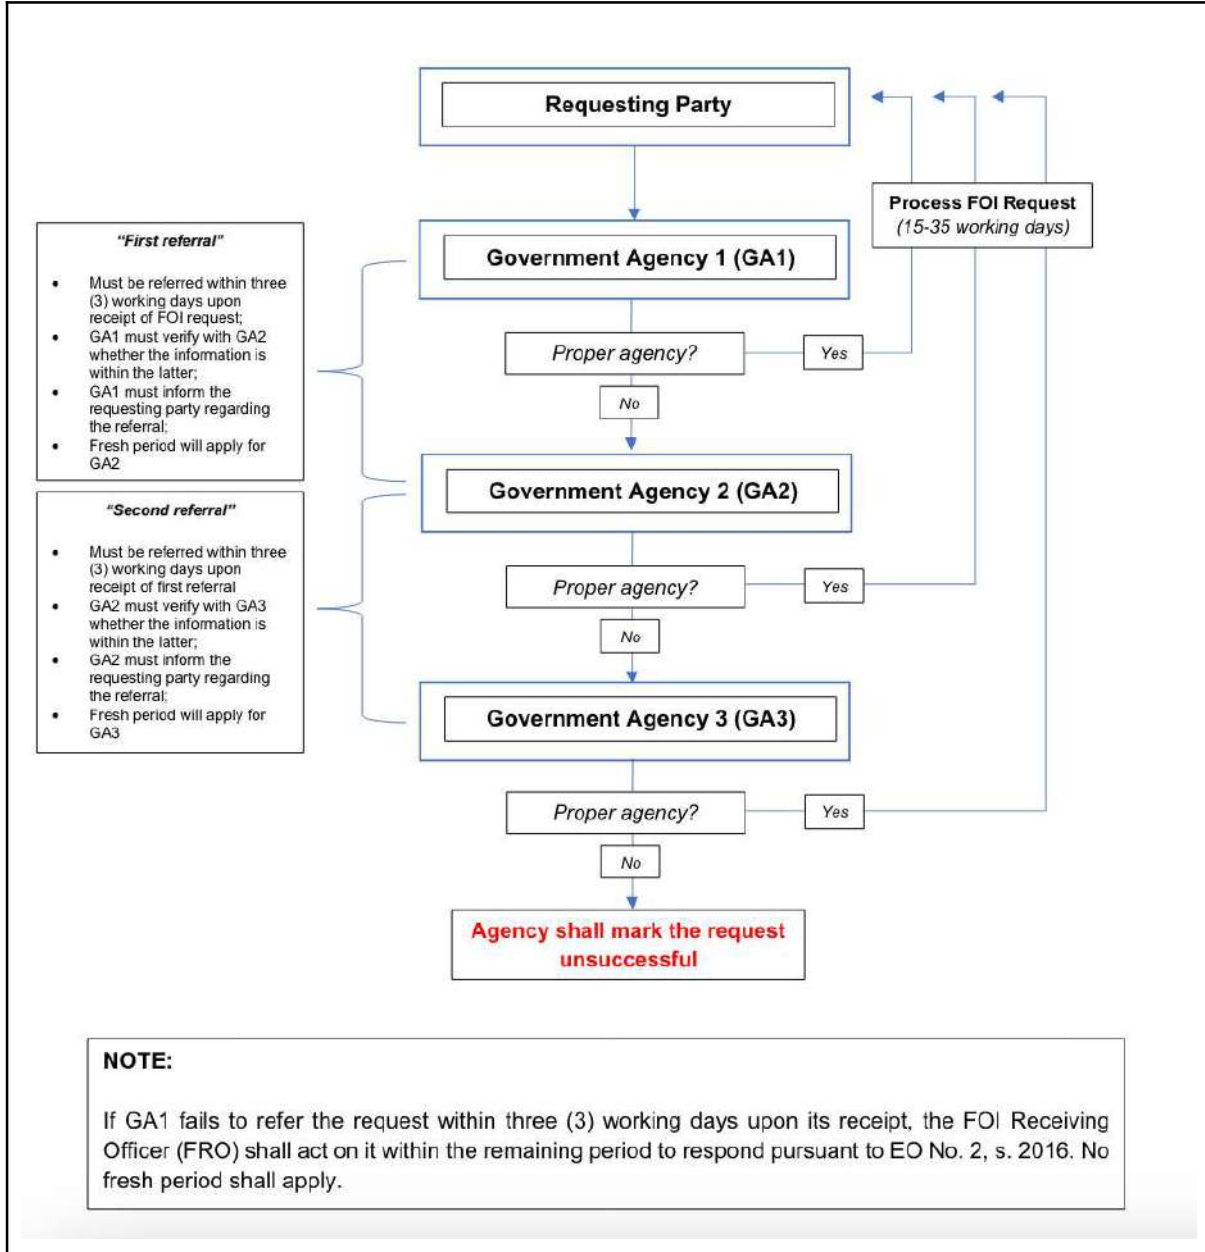 Requesting Party
Process FOI Request
(15-35 working days)
"First referral"
• Must be referred within three
(3) working days upon
receipt of FOI request;
• GA1 must verify with GA2
whether the information is
within the latter;
• GA1 must inform the
requesting party regarding
the referral;
• Fresh period will apply for
GA2
Government Agency 1 (GA1)
Proper agency?
Yes
No
Government Agency 2 (GA2)
"Second referral"
• Must be referred within three
(3) working days upon
receipt of first referral
• GA2 must verify with GA3
whether the information is
within the latter;
• GA2 must inform the
requesting party regarding
the referral;
• Fresh period will apply for
GA3
Proper agency?
Yes
No
Government Agency 3 (GA3)
Proper agency?
Yes
No
Agency shall mark the request
unsuccessful
NOTE:
If GA1 fails to refer the request within three (3) working days upon its receipt, the FOI Receiving
Officer (FRO) shall act on it within the remaining period to respond pursuant to EO No. 2, s. 2016. No
fresh period shall apply.